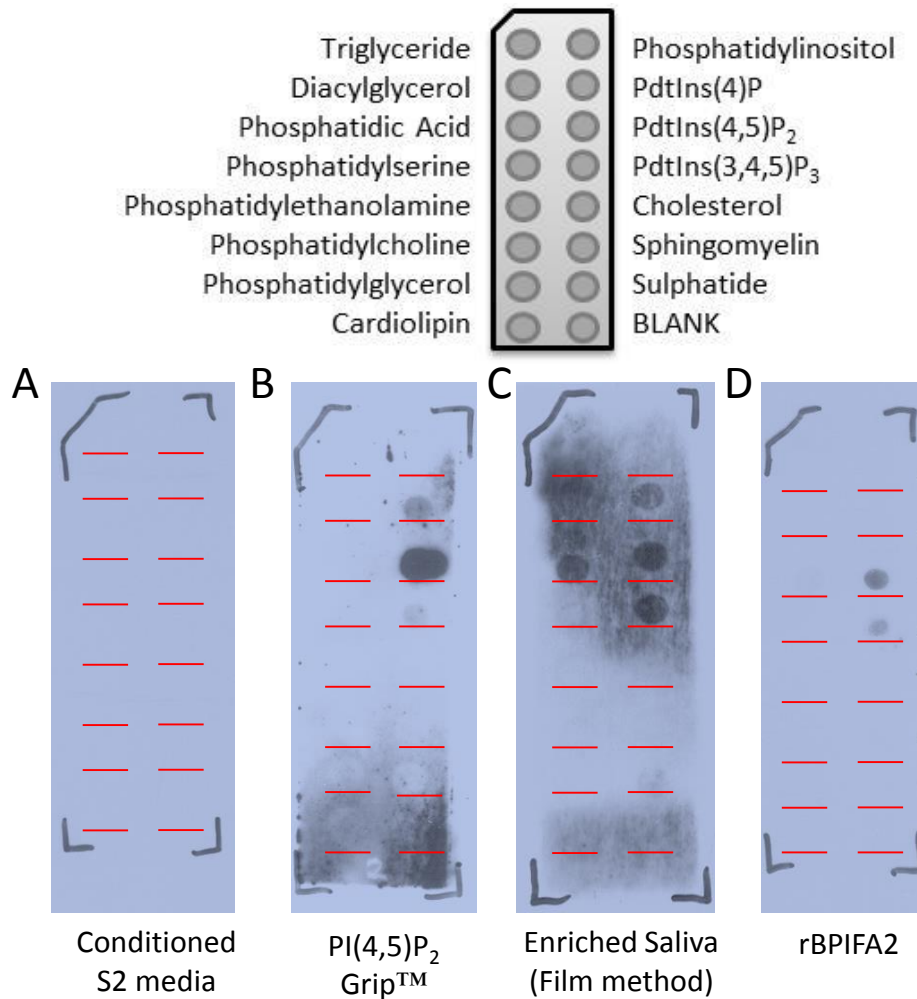 Triglyceride Phosphatidylinositol
Diacylglycerol PdtIns(4)P
Phosphatidic Acid PdtIns(4,5)P₂
Phosphatidylserine PdtIns(3,4,5)P₃
Phosphatidylethanolamine Cholesterol
Phosphatidylcholine Sphingomyelin
Phosphatidylglycerol Sulphatide
Cardiolipin BLANK
A B C D
Conditioned
S2 media
PI(4,5)P₂
Grip™
Enriched Saliva
(Film method)
rBPIFA2